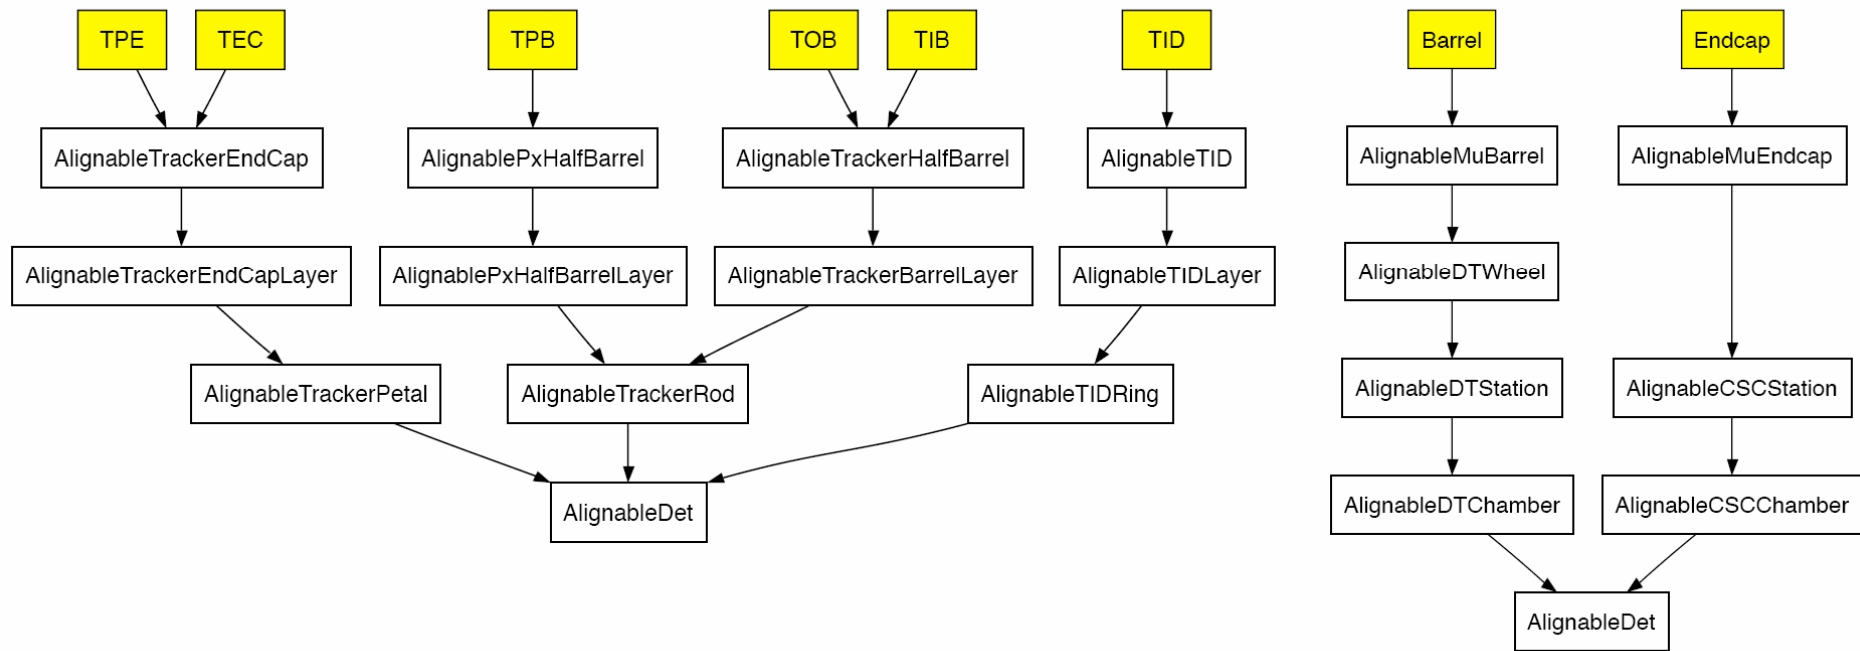 TPE
TEC
TPB
TOB
TIB
TID
Barrel
Endcap
AlignableTrackerEndCap
AlignablePxHalfBarrel
AlignableTrackerHalfBarrel
AlignableTID
AlignableMuBarrel
AlignableMuEndcap
AlignableTrackerEndCapLayer
AlignablePxHalfBarrelLayer
AlignableTrackerBarrelLayer
AlignableTIDLayer
AlignableDTWheel
AlignableTrackerPetal
AlignableTrackerRod
AlignableTIDRing
AlignableDTStation
AlignableCSCStation
AlignableDet
AlignableDTChamber
AlignableCSCChamber
AlignableDet